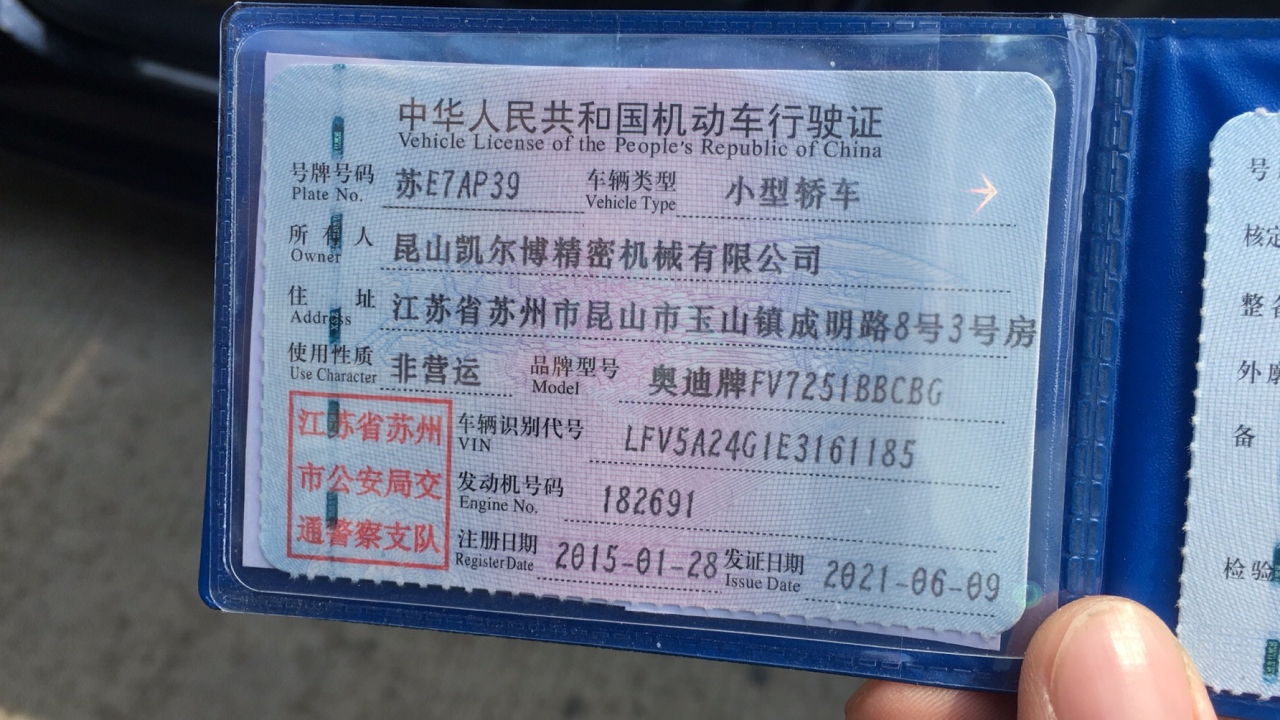 中华人民共和国机动车行驶证
Vehicle License of the People's Republic of China
号牌号码 苏E7AP39 车辆类型 小型轿车
Plate No. Vehicle Type
所有人 昆山凯尔博精密机械有限公司
Owner
住址 江苏省苏州市昆山市玉山镇成明路8号3号房
Address
使用性质 非营运 品牌型号 奥迪牌FV7251BBCBG
Use Character Model
江苏省苏州
市公安局交
通警察支队
车辆识别代号 LFV5A24G1E3161185
VIN
发动机号码 182691
Engine No.
注册日期 2015-01-28 发证日期 2021-06-09
Register Date Issue Date
号
核定
整备
外廓
备
检验